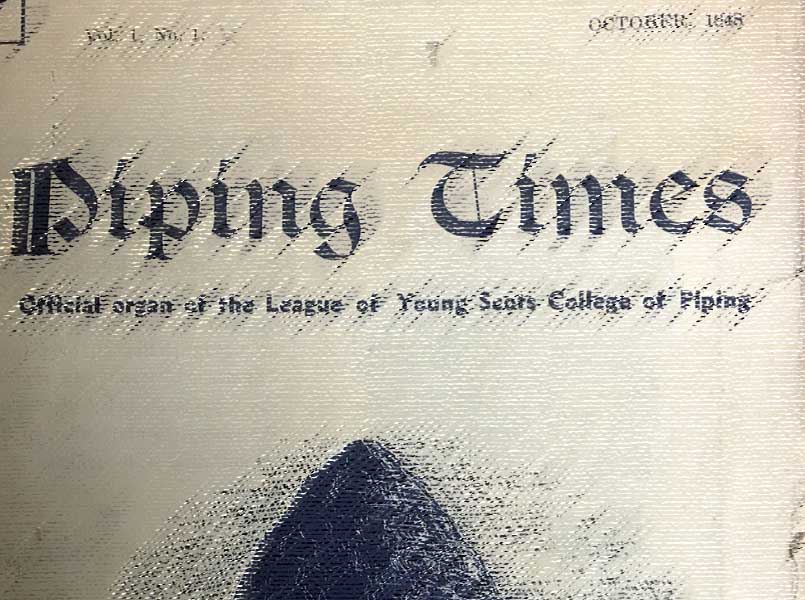 Vol. 1, No. 1.
OCTOBER, 1948
Piping Times
Official organ of the League of Young Scots College of Piping